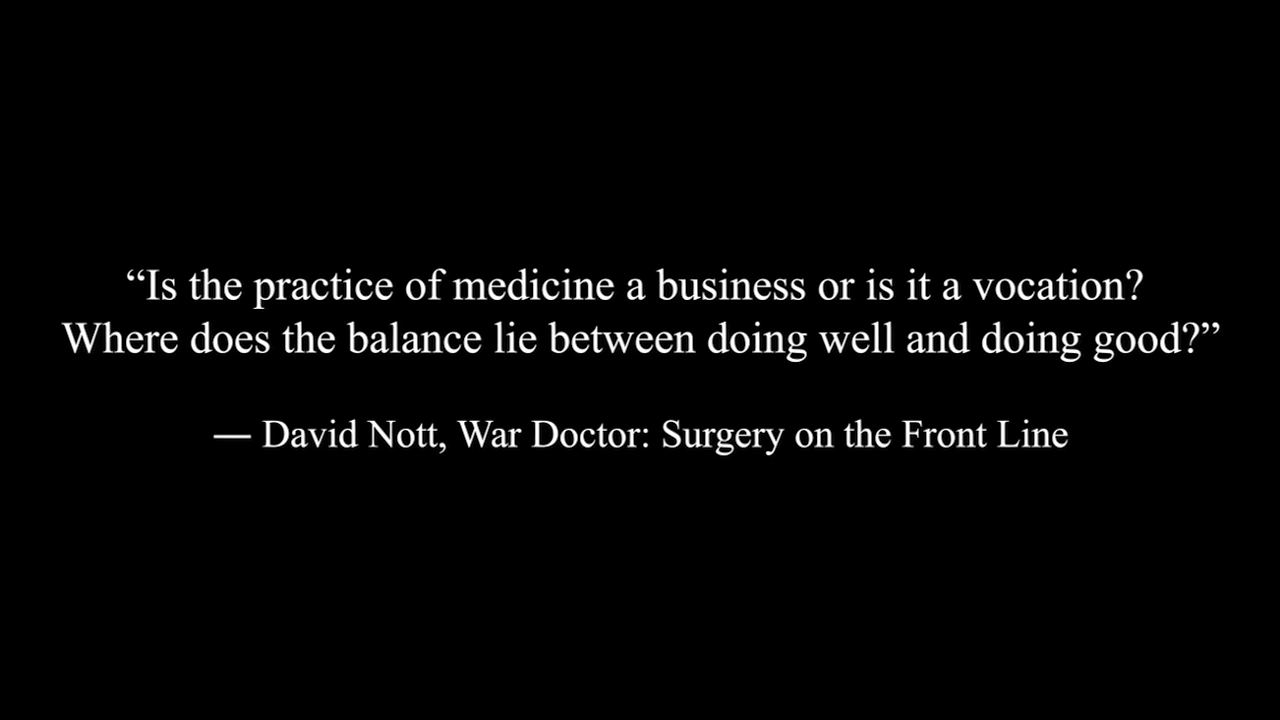 “Is the practice of medicine a business or is it a vocation?
Where does the balance lie between doing well and doing good?”
— David Nott, War Doctor: Surgery on the Front Line